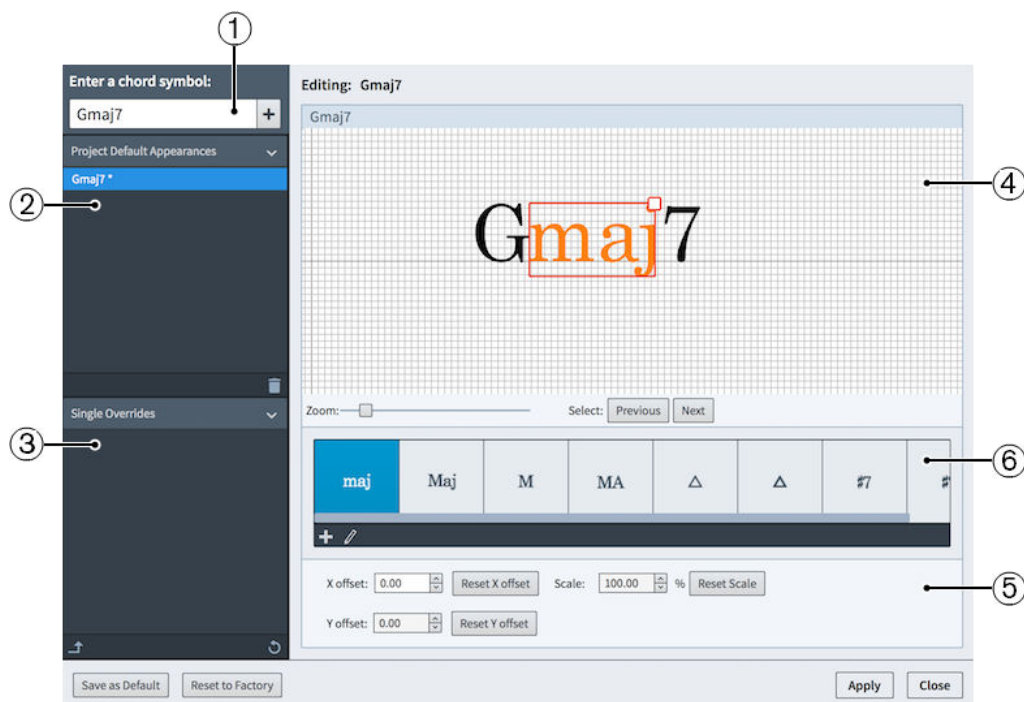 ①
Enter a chord symbol:
Gmaj7 +
Project Default Appearances
Gmaj7 *
②
Single Overrides
③
Save as Default Reset to Factory
Editing: Gmaj7
Gmaj7
Gmaj7
④
Zoom: Select: Previous Next
maj Maj M MA △ △ ♯7 ♯
⑥
X offset: 0.00 Reset X offset Scale: 100.00 % Reset Scale
⑤
Y offset: 0.00 Reset Y offset
Apply Close